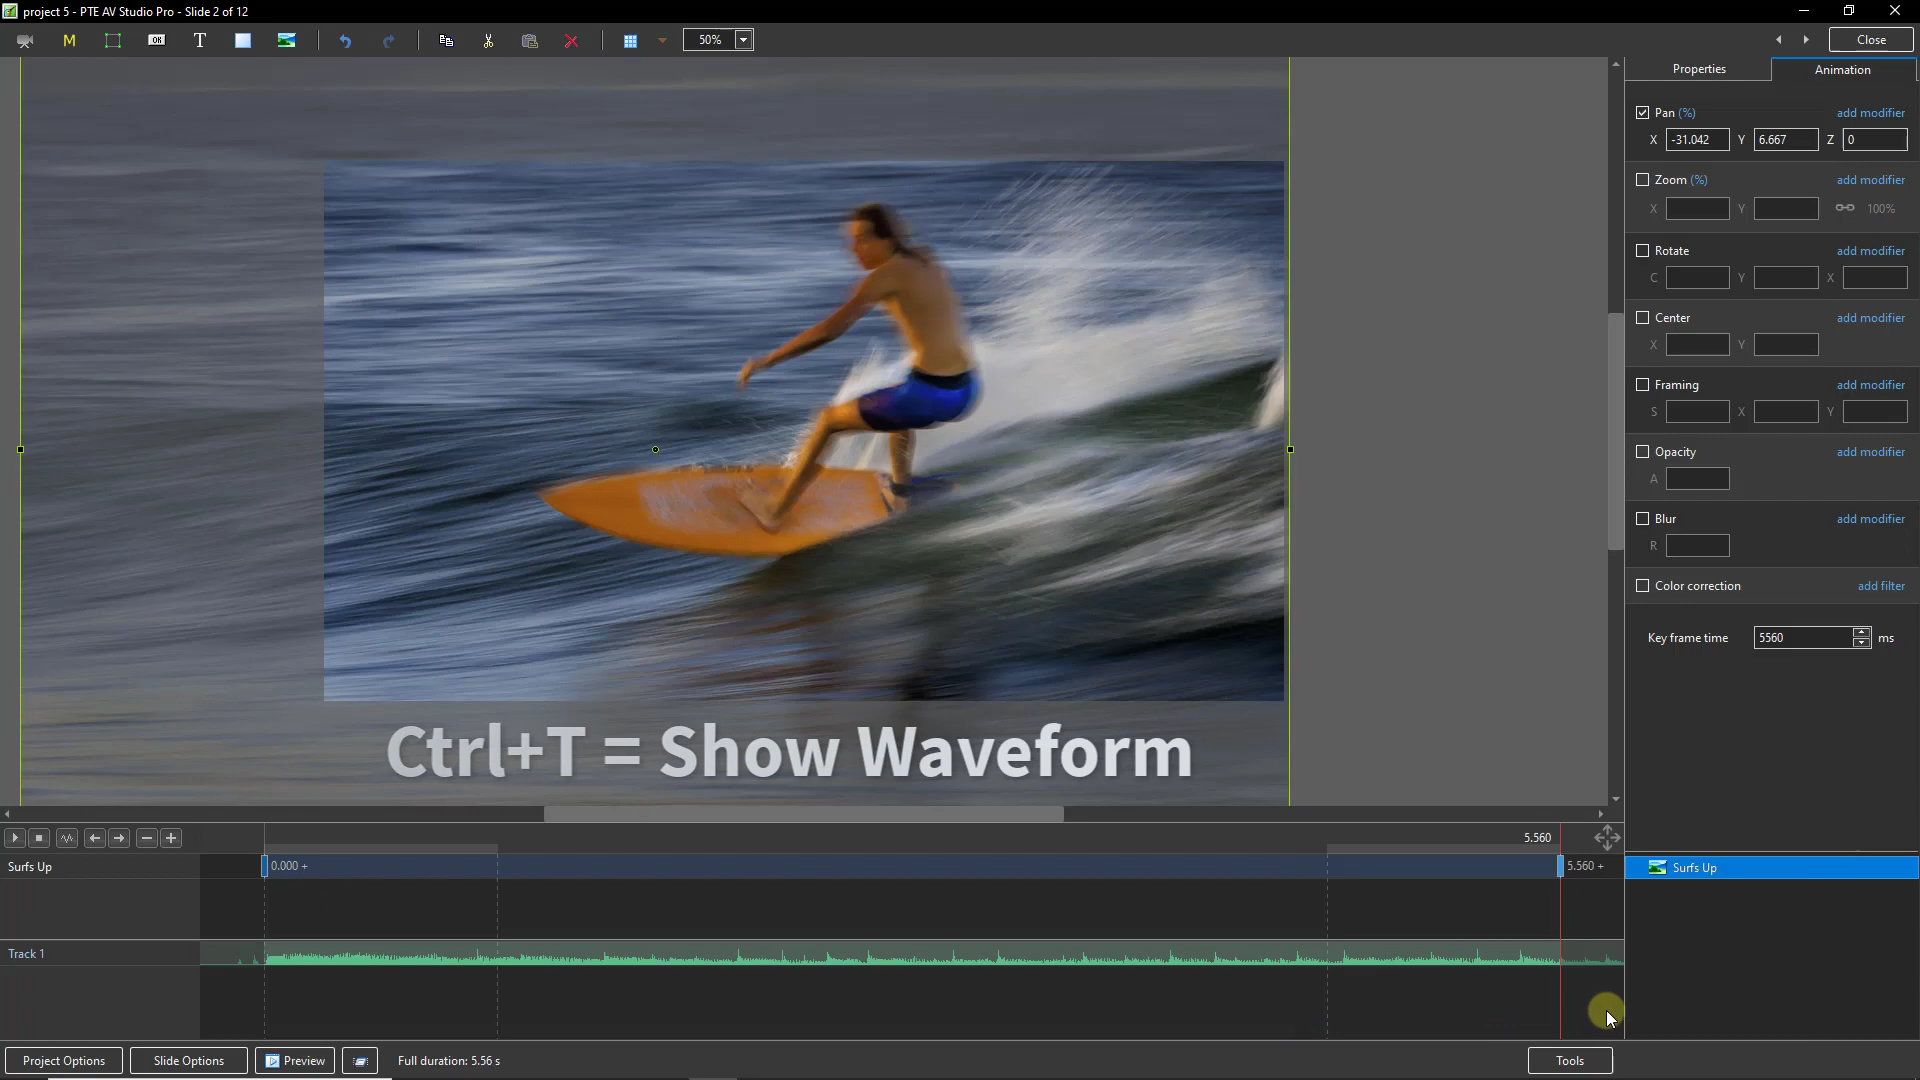 project 5 - PTE AV Studio Pro - Slide 2 of 12
M OK T 50% Close
Properties Animation
Pan (%) add modifier
X -31.042 Y 6.667 Z 0
Zoom (%) add modifier
X Y 100%
Rotate add modifier
C Y X
Center add modifier
X Y
Framing add modifier
S X Y
Opacity add modifier
A
Blur add modifier
R
Color correction add filter
Key frame time 5560 ms
Ctrl+T = Show Waveform
5.560
Surfs Up 0.000 + 5.560 + Surfs Up
Track 1
Project Options Slide Options Preview Full duration: 5.56 s Tools